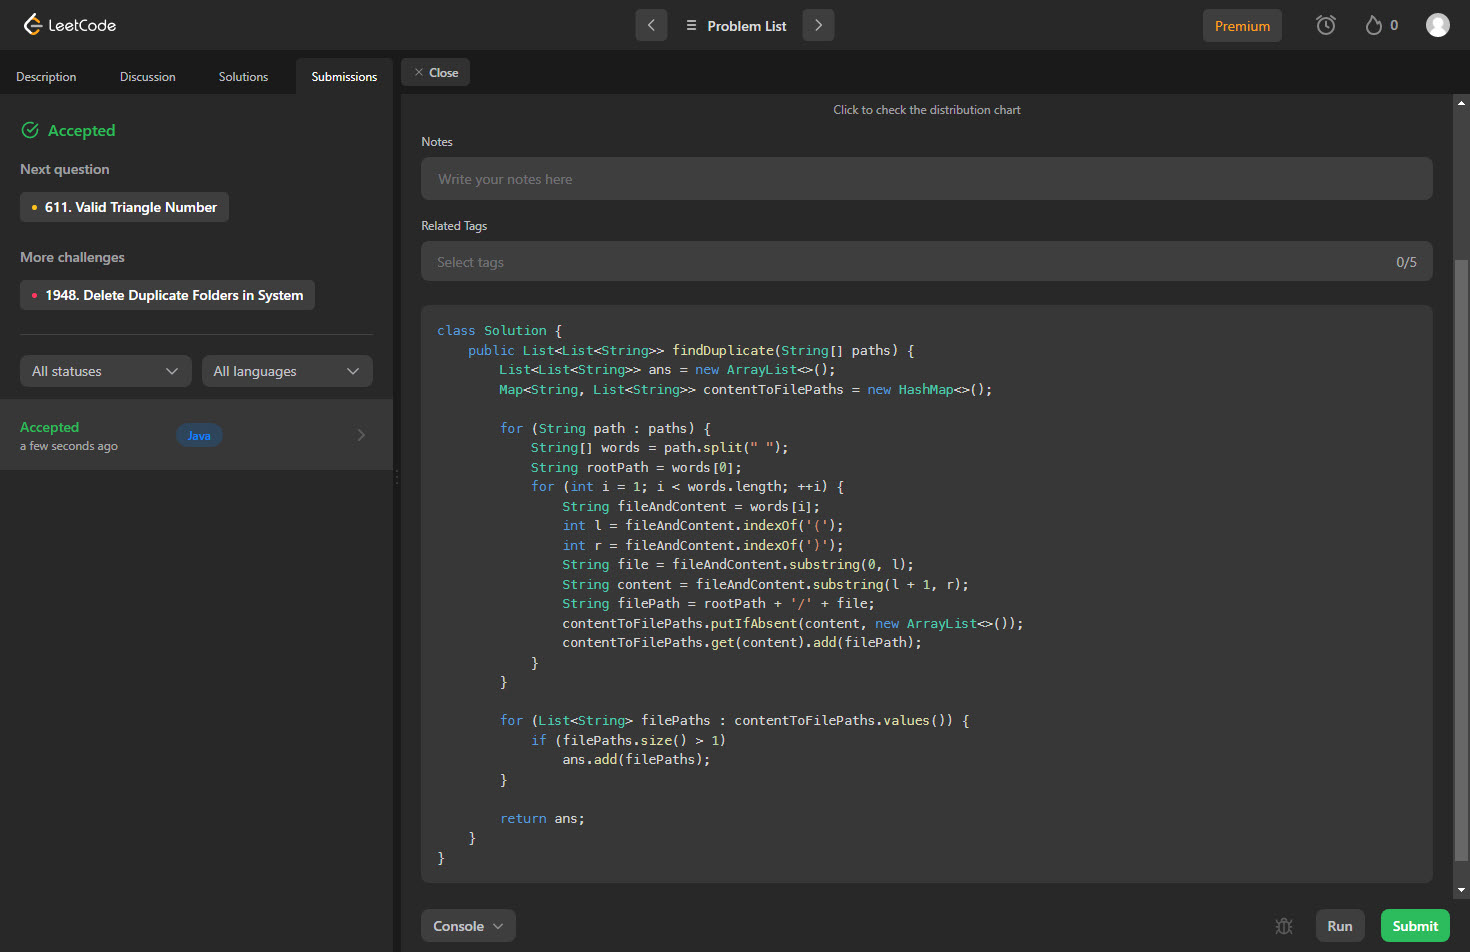 LeetCode
Problem List
Premium
0
Description
Discussion
Solutions
Submissions
Close
Accepted
Next question
611. Valid Triangle Number
More challenges
1948. Delete Duplicate Folders in System
All statuses
All languages
Accepted
a few seconds ago
Java
Click to check the distribution chart
Notes
Write your notes here
Related Tags
Select tags
0/5
class Solution {
    public List<List<String>> findDuplicate(String[] paths) {
        List<List<String>> ans = new ArrayList<>();
        Map<String, List<String>> contentToFilePaths = new HashMap<>();

        for (String path : paths) {
            String[] words = path.split(" ");
            String rootPath = words[0];
            for (int i = 1; i < words.length; ++i) {
                String fileAndContent = words[i];
                int l = fileAndContent.indexOf('(');
                int r = fileAndContent.indexOf(')');
                String file = fileAndContent.substring(0, l);
                String content = fileAndContent.substring(l + 1, r);
                String filePath = rootPath + '/' + file;
                contentToFilePaths.putIfAbsent(content, new ArrayList<>());
                contentToFilePaths.get(content).add(filePath);
            }
        }

        for (List<String> filePaths : contentToFilePaths.values()) {
            if (filePaths.size() > 1)
                ans.add(filePaths);
        }

        return ans;
    }
}
Console
Run
Submit